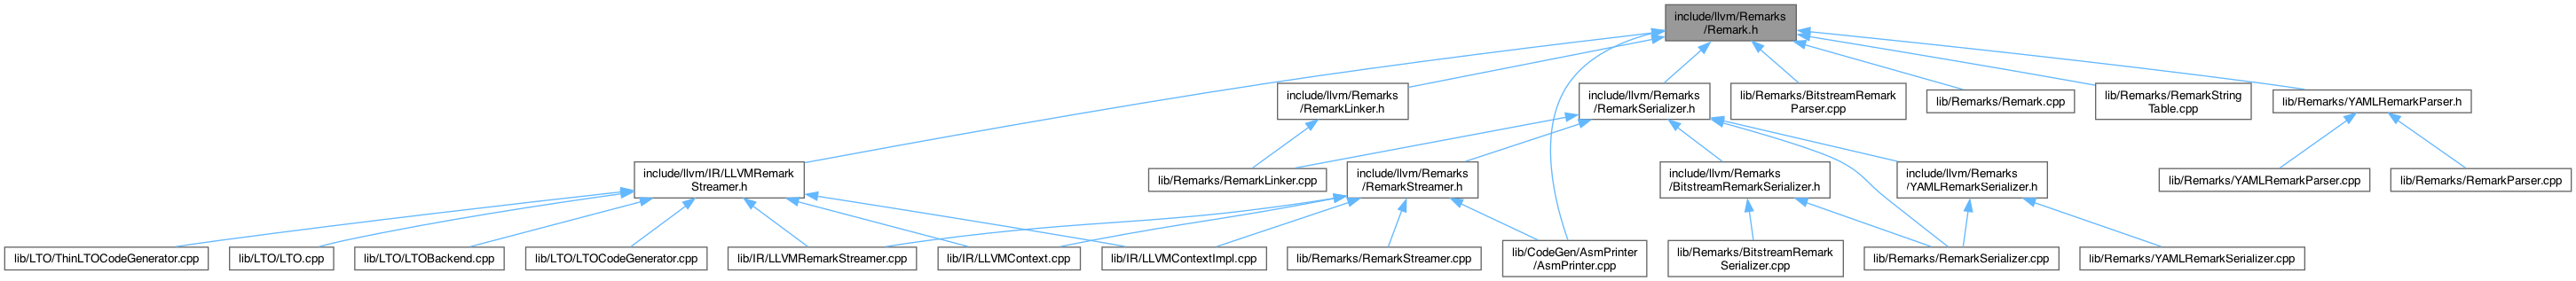 include/llvm/Remarks
/Remark.h
include/llvm/Remarks
/RemarkLinker.h
include/llvm/Remarks
/RemarkSerializer.h
lib/Remarks/BitstreamRemark
Parser.cpp
lib/Remarks/Remark.cpp
lib/Remarks/RemarkString
Table.cpp
lib/Remarks/YAMLRemarkParser.h
include/llvm/IR/LLVMRemark
Streamer.h
lib/Remarks/RemarkLinker.cpp
include/llvm/Remarks
/RemarkStreamer.h
include/llvm/Remarks
/BitstreamRemarkSerializer.h
include/llvm/Remarks
/YAMLRemarkSerializer.h
lib/Remarks/YAMLRemarkParser.cpp
lib/Remarks/RemarkParser.cpp
lib/LTO/ThinLTOCodeGenerator.cpp
lib/LTO/LTO.cpp
lib/LTO/LTOBackend.cpp
lib/LTO/LTOCodeGenerator.cpp
lib/IR/LLVMRemarkStreamer.cpp
lib/IR/LLVMContext.cpp
lib/IR/LLVMContextImpl.cpp
lib/Remarks/RemarkStreamer.cpp
lib/CodeGen/AsmPrinter
/AsmPrinter.cpp
lib/Remarks/BitstreamRemark
Serializer.cpp
lib/Remarks/RemarkSerializer.cpp
lib/Remarks/YAMLRemarkSerializer.cpp